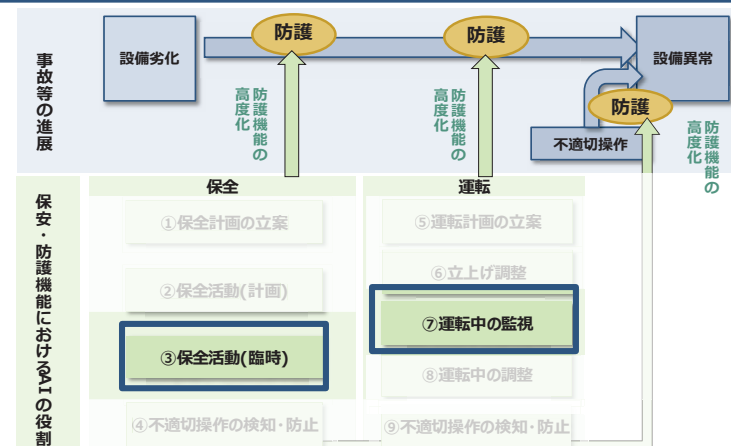 事故等の進展
設備劣化
防護
防護
設備異常
防護機能の
高度化
防護機能の
高度化
防護
不適切操作
防護機能の
高度化
保安・防護機能におけるAIの役割
保全
①保全計画の立案
②保全活動(計画)
③保全活動(臨時)
④不適切操作の検知・防止
運転
⑤運転計画の立案
⑥立上げ調整
⑦運転中の監視
⑧運転中の調整
⑨不適切操作の検知・防止